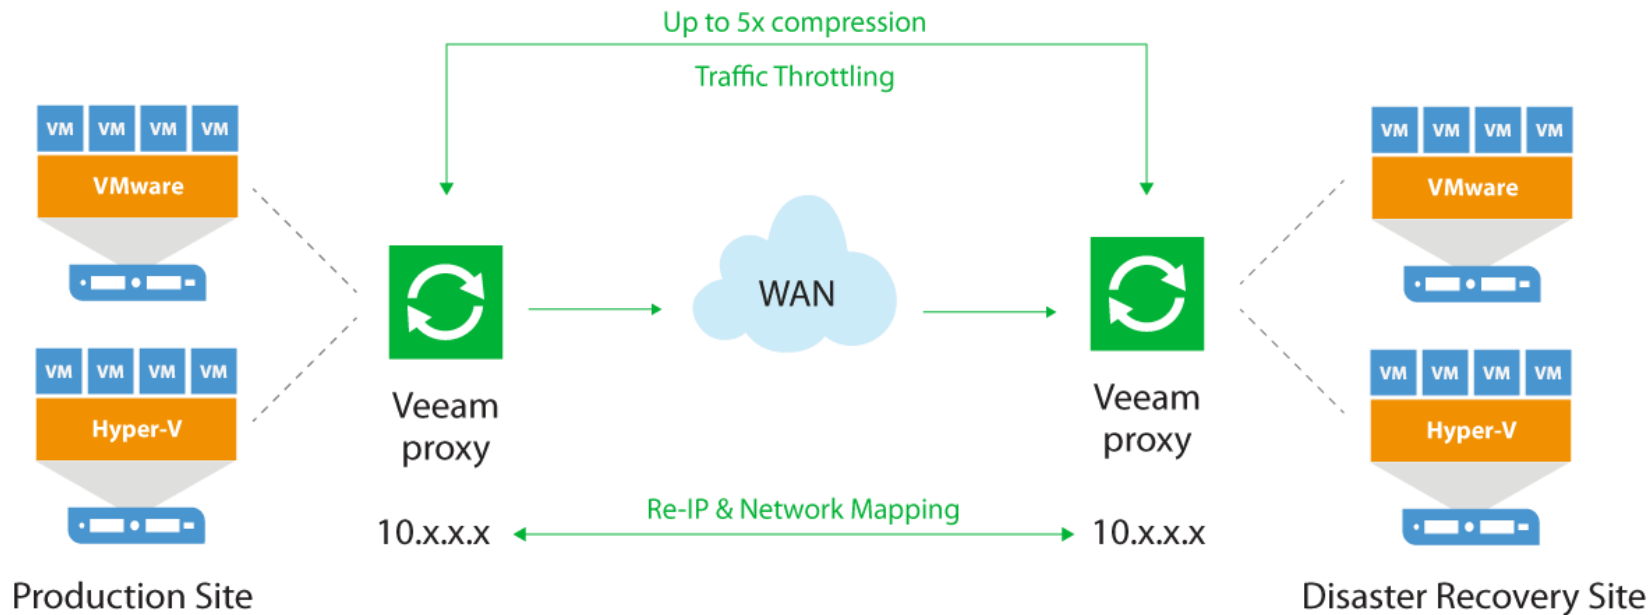 Up to 5x compression
Traffic Throttling
VM VM VM VM
VMware
VM VM VM VM
Hyper-V
Production Site
Veeam
proxy
10.x.x.x
WAN
Re-IP & Network Mapping
Veeam
proxy
10.x.x.x
VM VM VM VM
VMware
VM VM VM VM
Hyper-V
Disaster Recovery Site